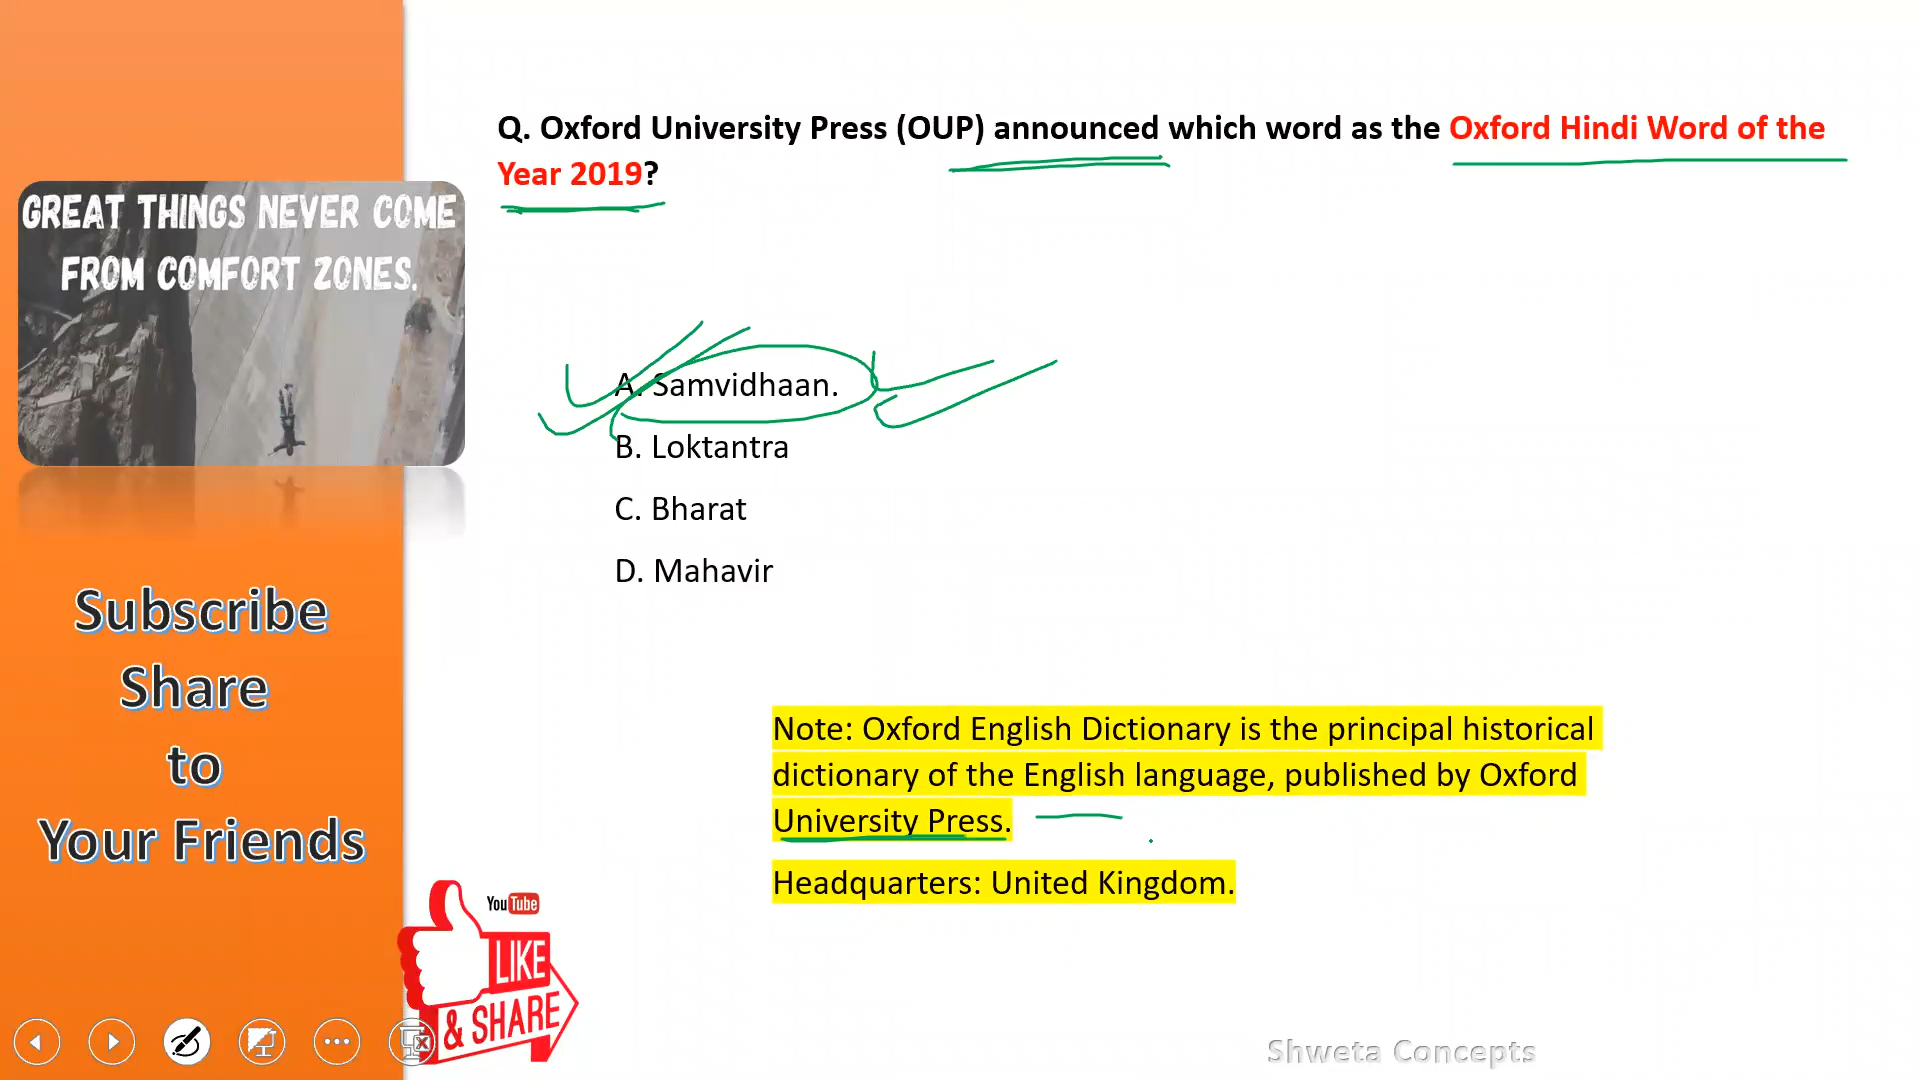 Q. Oxford University Press (OUP) announced which word as the Oxford Hindi Word of the
Year 2019?
GREAT THINGS NEVER COME
FROM COMFORT ZONES.
A. Samvidhaan.
B. Loktantra
C. Bharat
D. Mahavir
Subscribe
Share
to
Your Friends
Note: Oxford English Dictionary is the principal historical
dictionary of the English language, published by Oxford
University Press.
Headquarters: United Kingdom.
YouTube
LIKE
& SHARE
Shweta Concepts